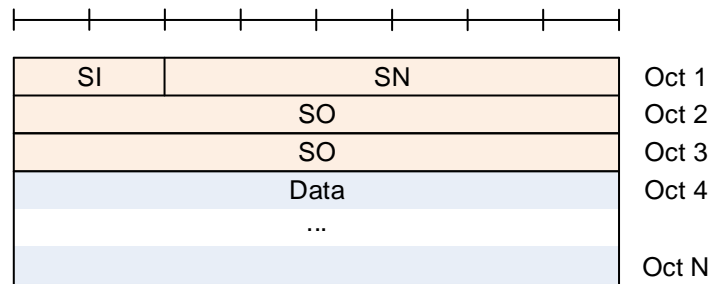 SI SN Oct 1
SO Oct 2
SO Oct 3
Data Oct 4
...
Oct N